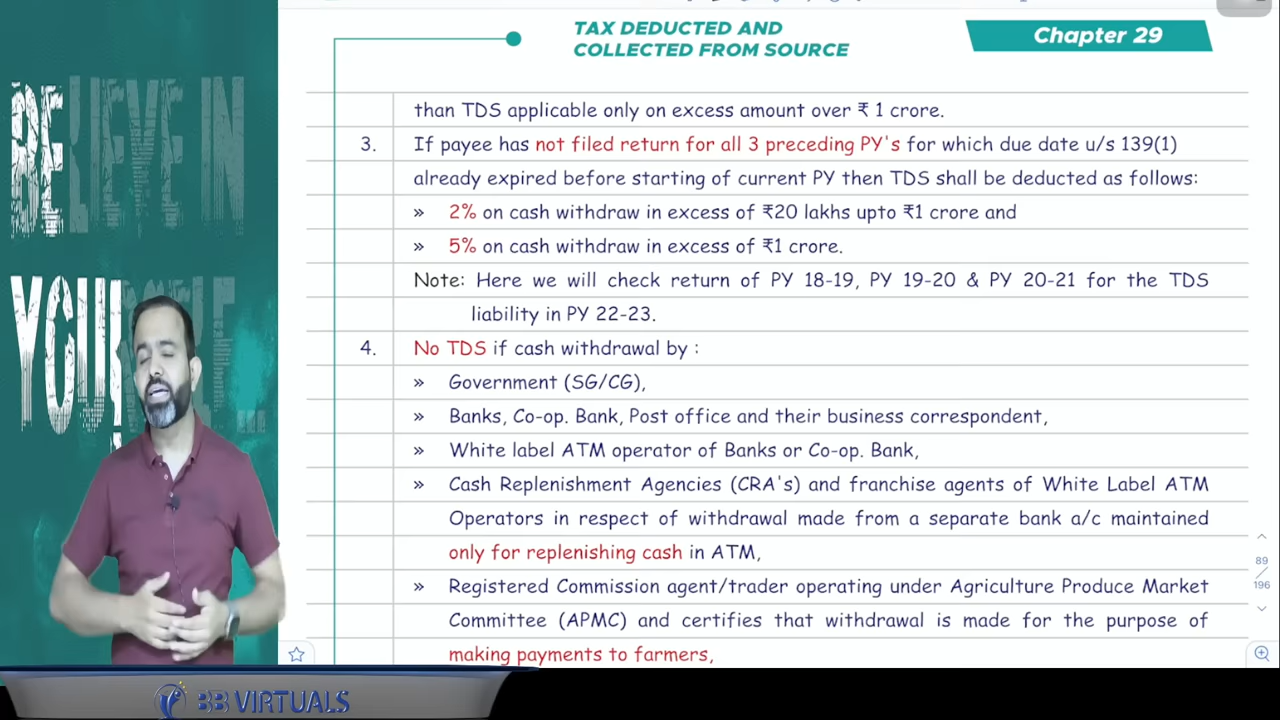 TAX DEDUCTED AND
COLLECTED FROM SOURCE
Chapter 29
BELIEVE IN
YOURSELF...
than TDS applicable only on excess amount over ₹ 1 crore.
3. If payee has not filed return for all 3 preceding PY's for which due date u/s 139(1)
already expired before starting of current PY then TDS shall be deducted as follows:
» 2% on cash withdraw in excess of ₹20 lakhs upto ₹1 crore and
» 5% on cash withdraw in excess of ₹1 crore.
Note: Here we will check return of PY 18-19, PY 19-20 & PY 20-21 for the TDS
liability in PY 22-23.
4. No TDS if cash withdrawal by :
» Government (SG/CG),
» Banks, Co-op. Bank, Post office and their business correspondent,
» White label ATM operator of Banks or Co-op. Bank,
» Cash Replenishment Agencies (CRA's) and franchise agents of White Label ATM
Operators in respect of withdrawal made from a separate bank a/c maintained
only for replenishing cash in ATM,
» Registered Commission agent/trader operating under Agriculture Produce Market
Committee (APMC) and certifies that withdrawal is made for the purpose of
making payments to farmers,
89
196
BB VIRTUALS